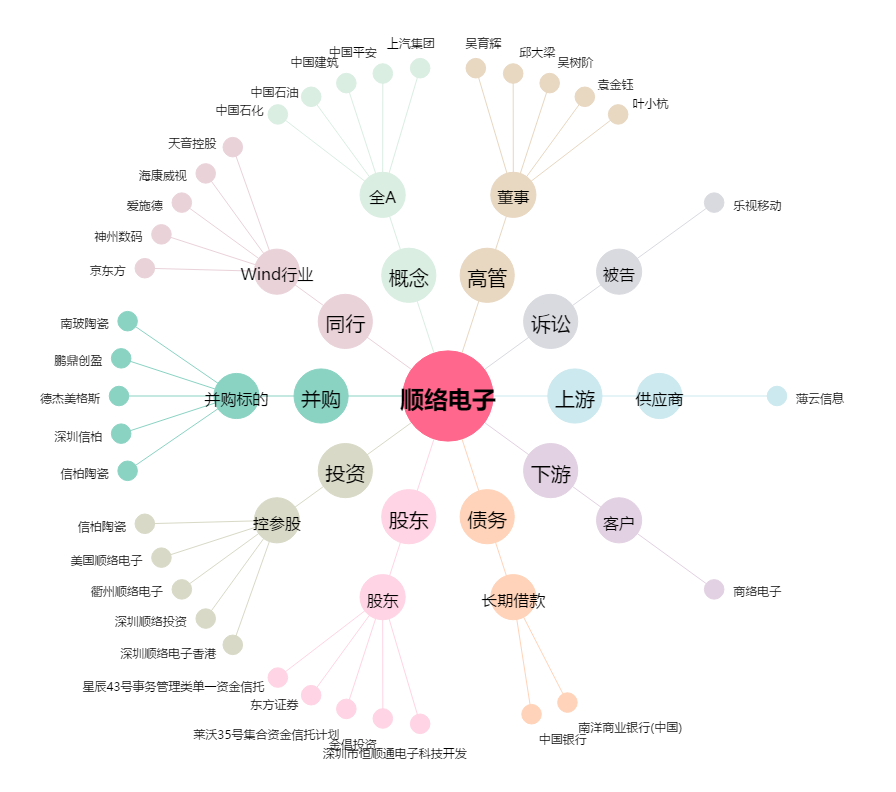 吴育辉
上汽集团
中国平安
邱大梁
中国建筑
吴树阶
袁金钰
中国石油
叶小杭
中国石化
天音控股
海康威视
全A
董事
爱施德
乐视移动
神州数码
京东方
Wind行业
概念
高管
被告
同行
诉讼
南玻陶瓷
鹏鼎创盈
德杰美格斯
并购标的
并购
顺络电子
上游
供应商
薄云信息
深圳信柏
信柏陶瓷
投资
下游
信柏陶瓷
控参股
股东
债务
客户
美国顺络电子
衢州顺络电子
商络电子
股东
长期借款
深圳顺络投资
深圳顺络电子香港
星辰43号事务管理类单一资金信托
东方证券
南洋商业银行(中国)
莱沃35号集合资金信托计划
中国银行
金倡投资
深圳市恒顺通电子科技开发